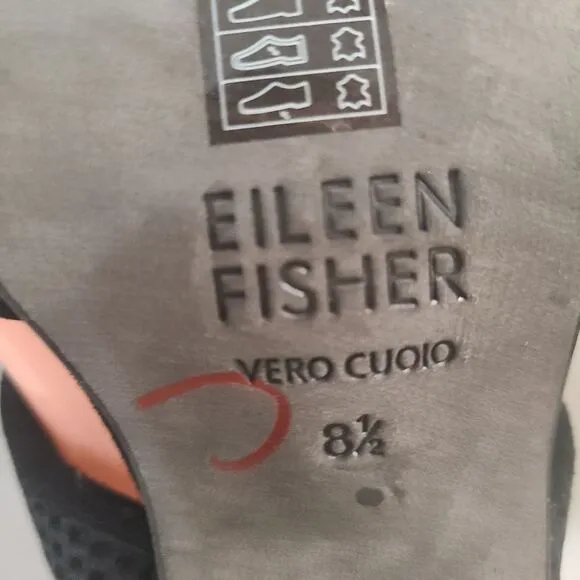 EILEEN
FISHER
VERO CUOIO
8½